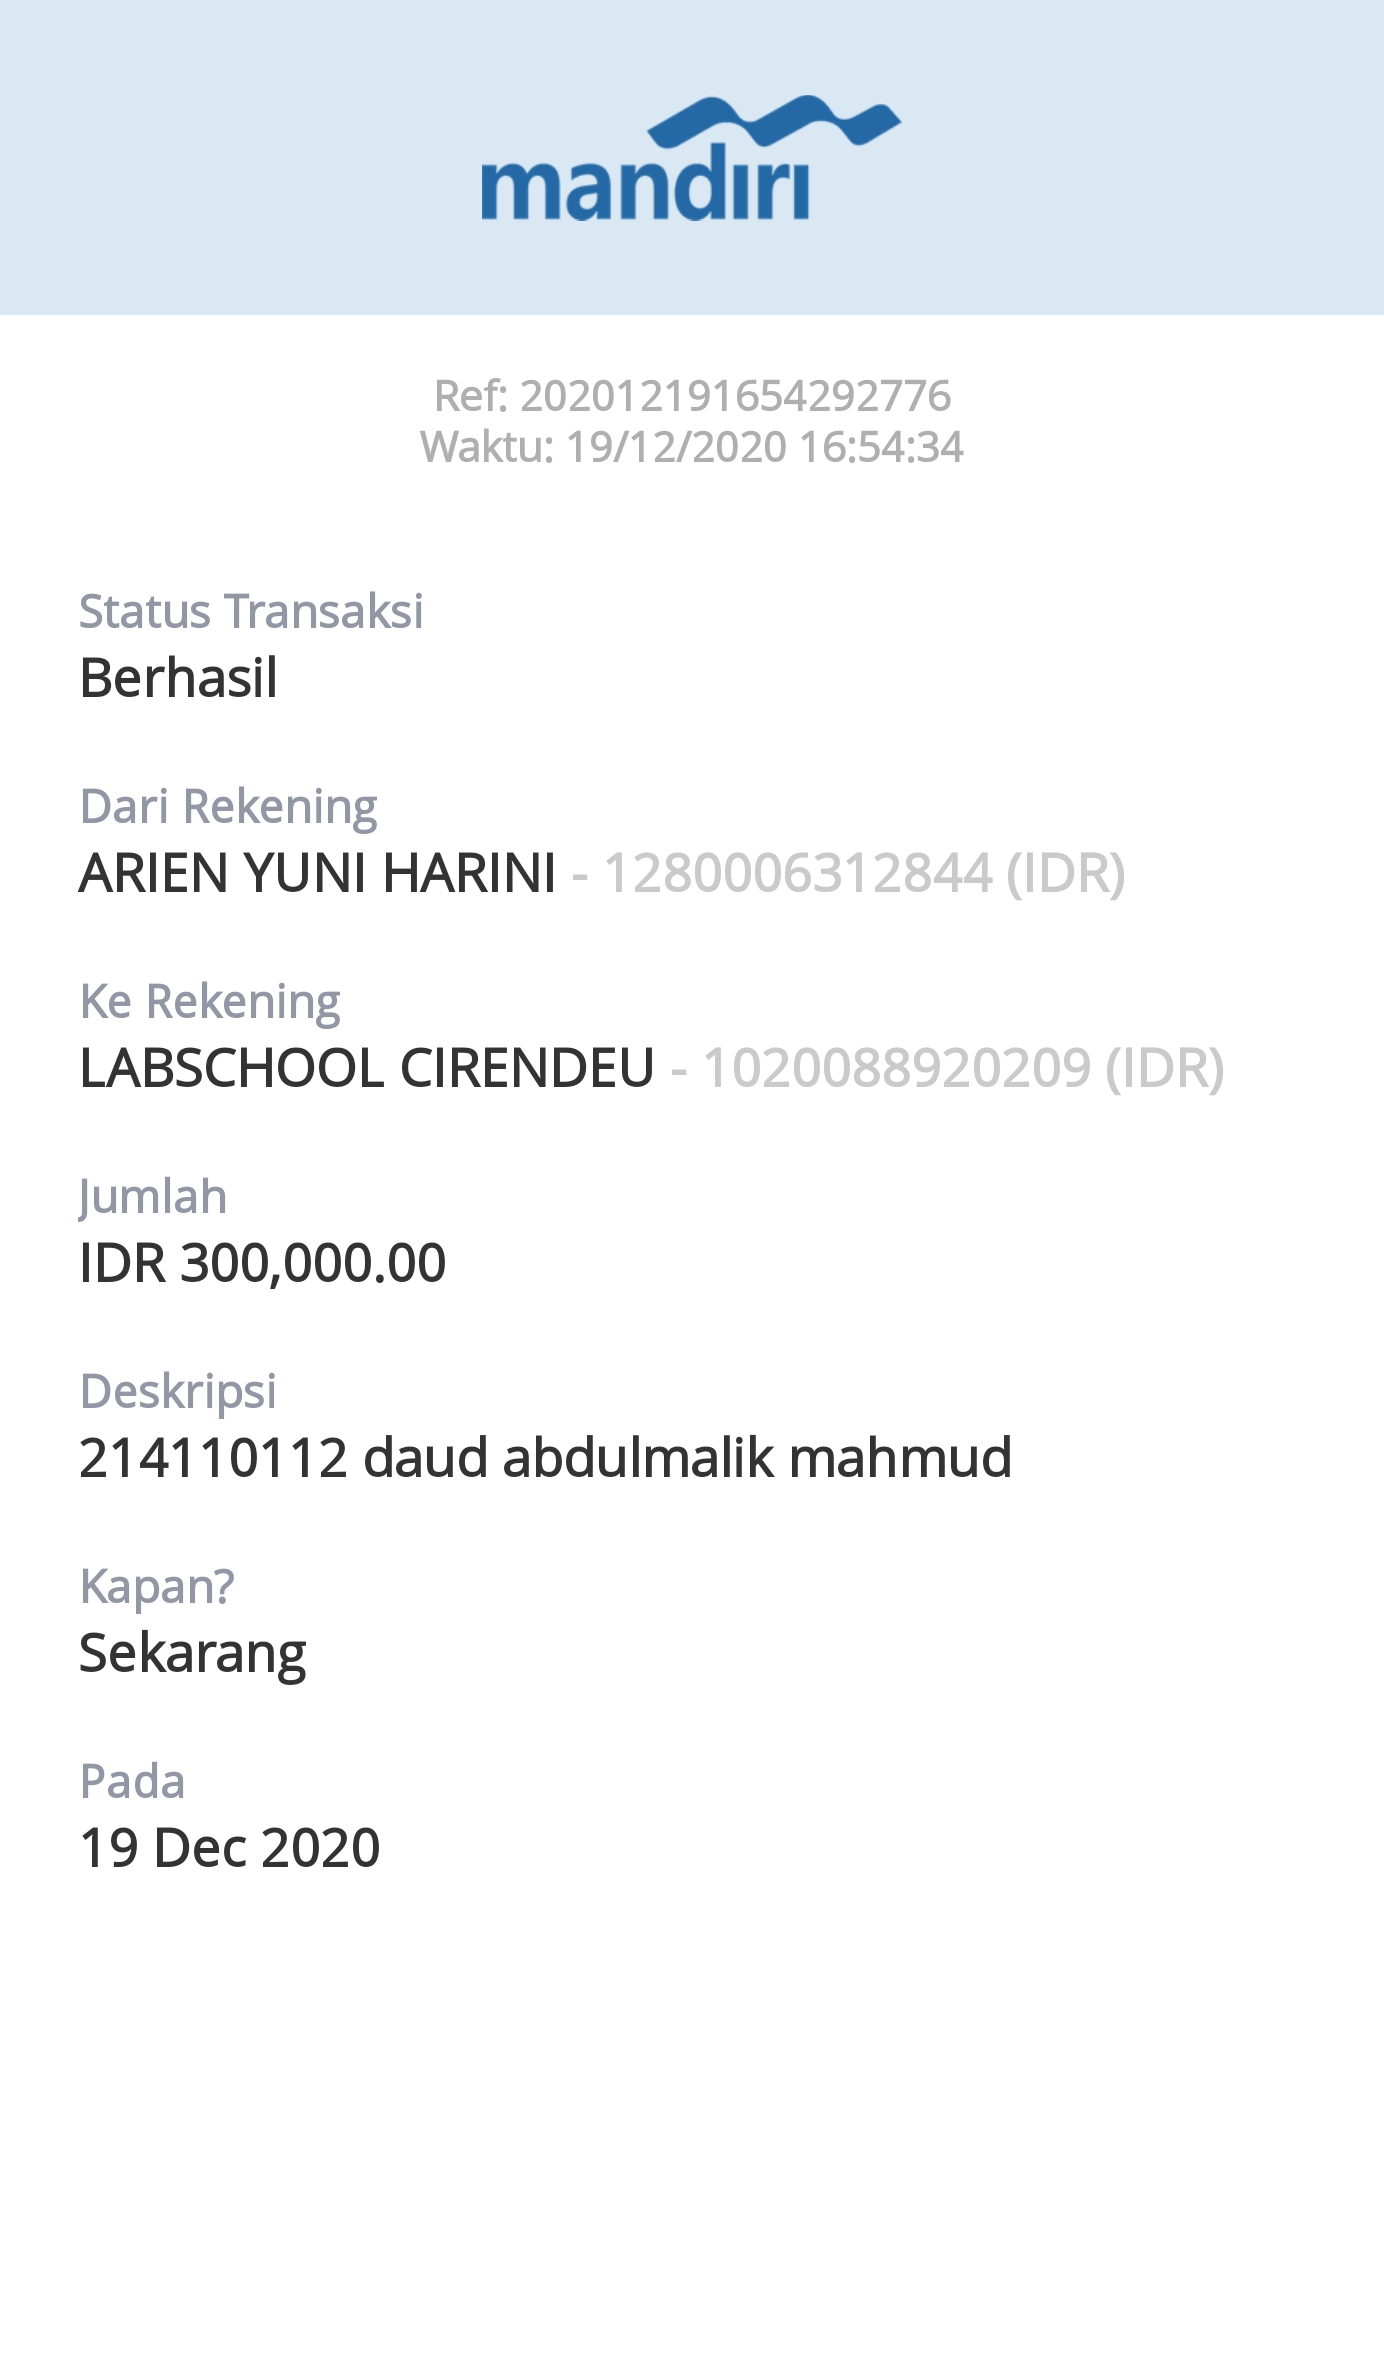 mandiri
Ref: 202012191654292776
Waktu: 19/12/2020 16:54:34
Status Transaksi
Berhasil
Dari Rekening
ARIEN YUNI HARINI - 1280006312844 (IDR)
Ke Rekening
LABSCHOOL CIRENDEU - 1020088920209 (IDR)
Jumlah
IDR 300,000.00
Deskripsi
214110112 daud abdulmalik mahmud
Kapan?
Sekarang
Pada
19 Dec 2020